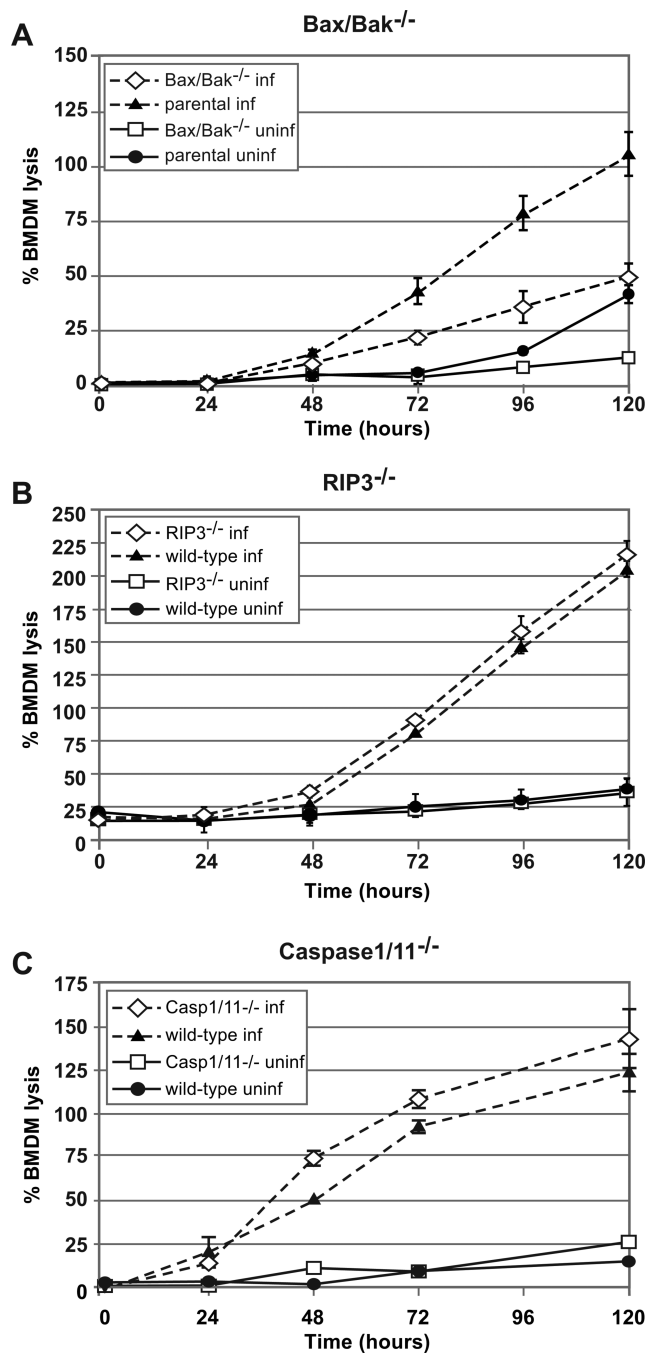 A
Bax/Bak-/-
150
125
100
75
50
25
0
% BMDM lysis
Bax/Bak-/- inf
parental inf
Bax/Bak-/- uninf
parental uninf
0 24 48 72 96 120
Time (hours)
B
RIP3-/-
250
225
200
175
150
125
100
75
50
25
0
% BMDM lysis
RIP3-/- inf
wild-type inf
RIP3-/- uninf
wild-type uninf
0 24 48 72 96 120
Time (hours)
C
Caspase1/11-/-
175
150
125
100
75
50
25
0
% BMDM lysis
Casp1/11-/- inf
wild-type inf
Casp1/11-/- uninf
wild-type uninf
0 24 48 72 96 120
Time (hours)